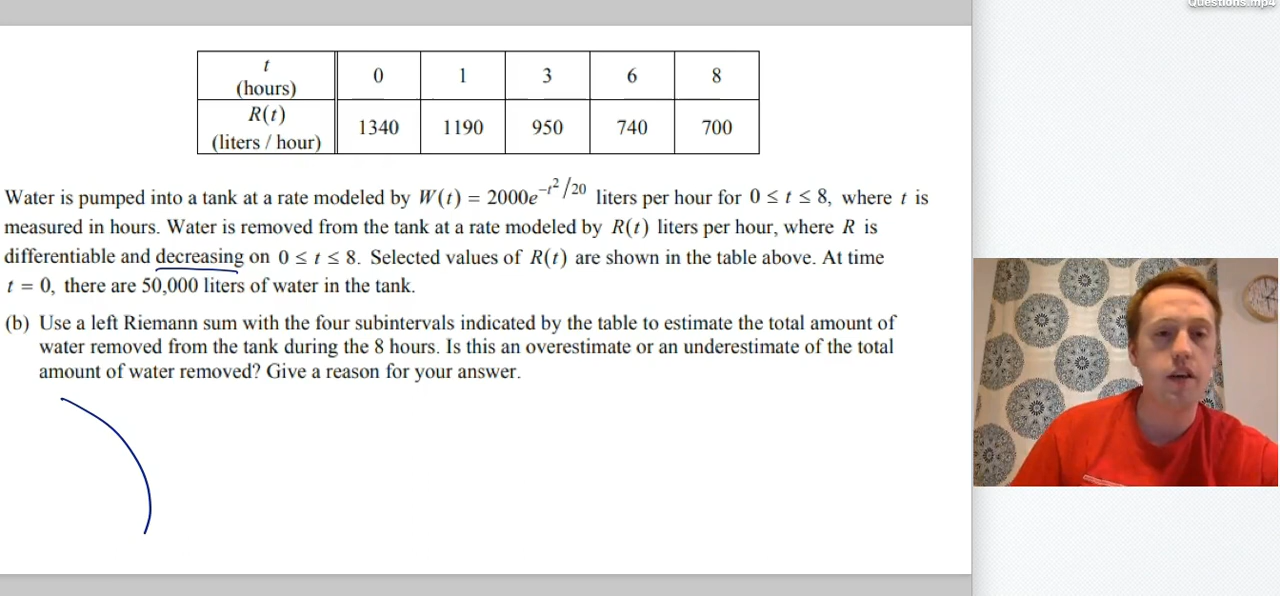 Questions.mp4
t (hours) 0 1 3 6 8
R(t) (liters / hour) 1340 1190 950 740 700
Water is pumped into a tank at a rate modeled by W(t) = 2000e^{-t²/20} liters per hour for 0 ≤ t ≤ 8, where t is
measured in hours. Water is removed from the tank at a rate modeled by R(t) liters per hour, where R is
differentiable and decreasing on 0 ≤ t ≤ 8. Selected values of R(t) are shown in the table above. At time
t = 0, there are 50,000 liters of water in the tank.
(b) Use a left Riemann sum with the four subintervals indicated by the table to estimate the total amount of
water removed from the tank during the 8 hours. Is this an overestimate or an underestimate of the total
amount of water removed? Give a reason for your answer.